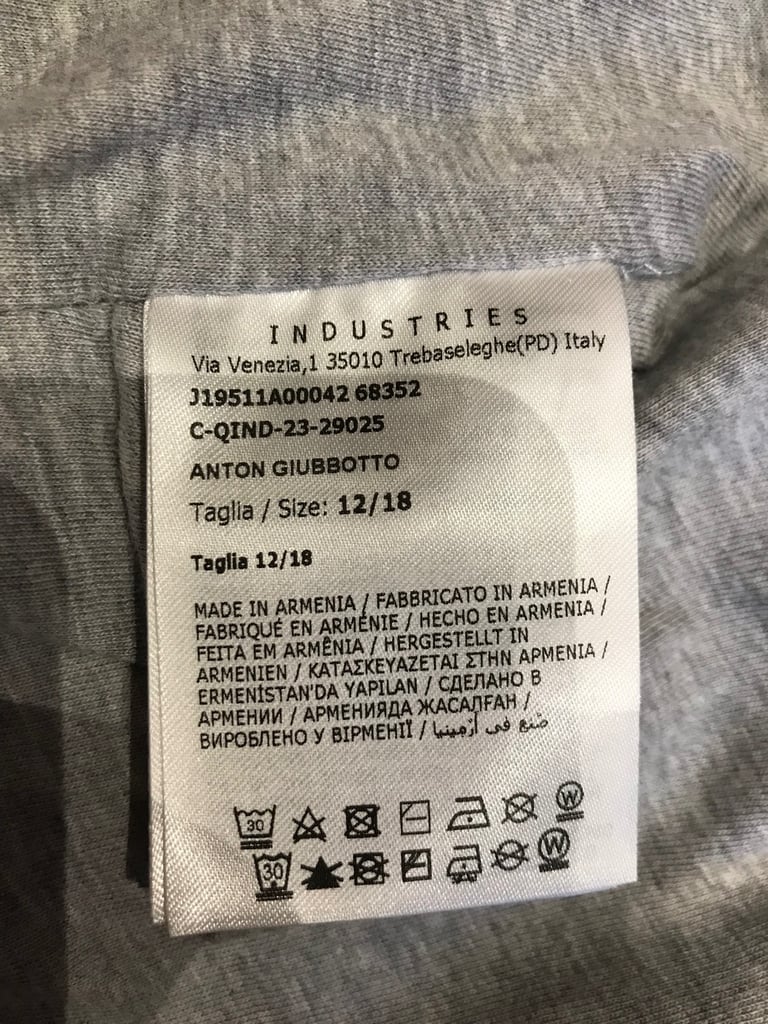 INDUSTRIES
Via Venezia,1 35010 Trebaseleghe(PD) Italy
J19511A00042 68352
C-QIND-23-29025
ANTON GIUBBOTTO
Taglia / Size: 12/18
Taglia 12/18
MADE IN ARMENIA / FABBRICATO IN ARMENIA /
FABRIQUÉ EN ARMÉNIE / HECHO EN ARMENIA /
FEITA EM ARMÊNIA / HERGESTELLT IN
ARMENIEN / ΚΑΤΑΣΚΕΥΑΖΕΤΑΙ ΣΤΗΝ ΑΡΜΕΝΙΑ /
ERMENİSTAN'DA YAPILAN / СДЕЛАНО В
АРМЕНИИ / АРМЕНИЯДА ЖАСАЛҒАН /
ВИРОБЛЕНО У ВІРМЕНІЇ / صّنع في أرمينيا
30 W
30 W